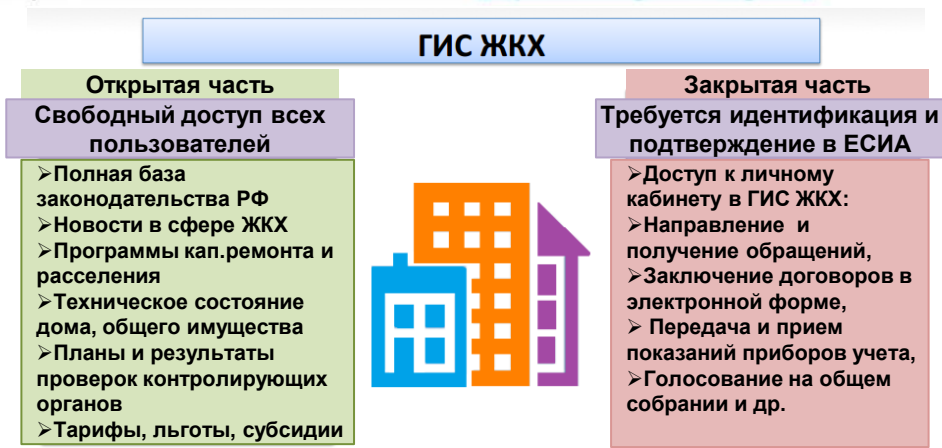 ГИС ЖКХ
Открытая часть
Свободный доступ всех
пользователей
➢Полная база
законодательства РФ
➢Новости в сфере ЖКХ
➢Программы кап.ремонта и
расселения
➢Техническое состояние
дома, общего имущества
➢Планы и результаты
проверок контролирующих
органов
➢Тарифы, льготы, субсидии
Закрытая часть
Требуется идентификация и
подтверждение в ЕСИА
➢Доступ к личному
кабинету в ГИС ЖКХ:
➢Направление и
получение обращений,
➢Заключение договоров в
электронной форме,
➢ Передача и прием
показаний приборов учета,
➢Голосование на общем
собрании и др.